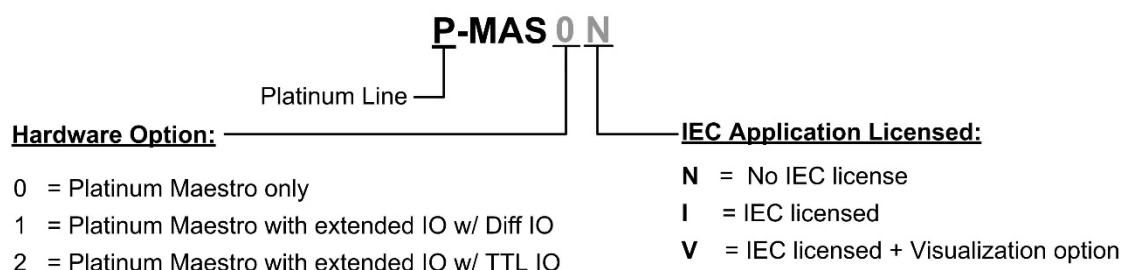 P-MAS 0 N
Platinum Line
Hardware Option:
0 = Platinum Maestro only
1 = Platinum Maestro with extended IO w/ Diff IO
2 = Platinum Maestro with extended IO w/ TTL IO
IEC Application Licensed:
N = No IEC license
I = IEC licensed
V = IEC licensed + Visualization option